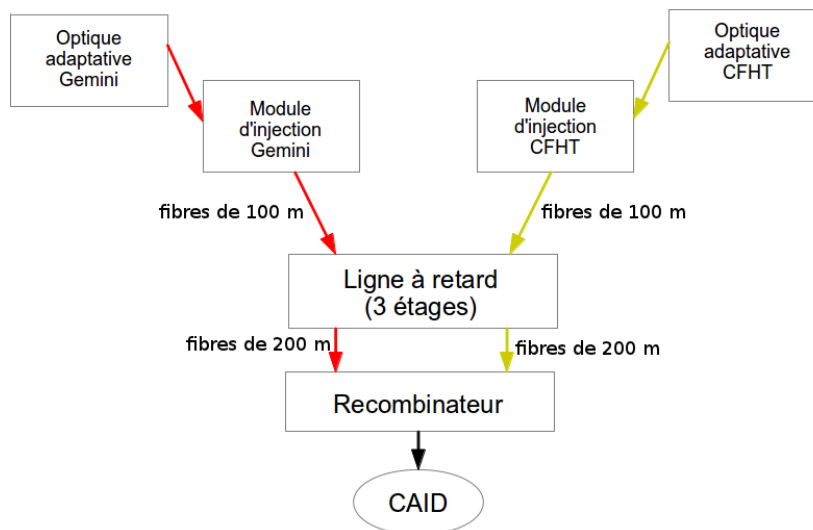 Optique
adaptative
Gemini
Optique
adaptative
CFHT
Module
d'injection
Gemini
Module
d'injection
CFHT
fibres de 100 m
fibres de 100 m
Ligne à retard
(3 étages)
fibres de 200 m
fibres de 200 m
Recombinateur
CAID